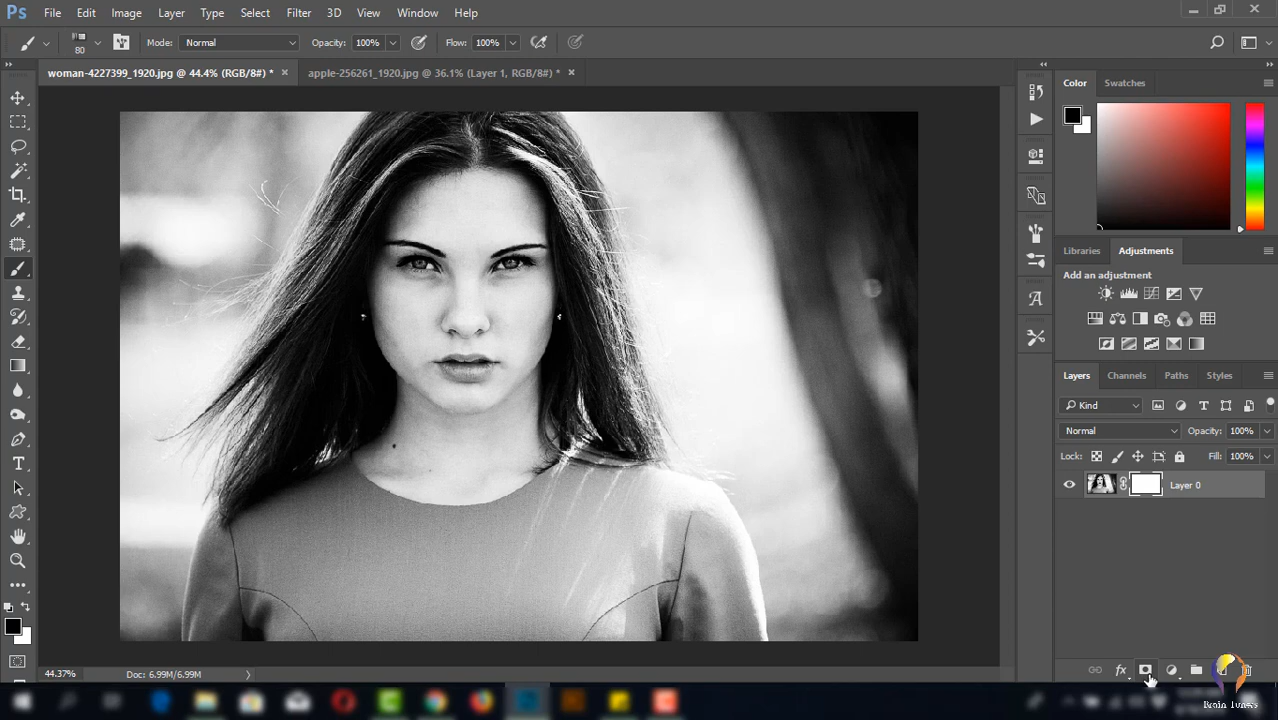 Ps File Edit Image Layer Type Select Filter 3D View Window Help
80 Mode: Normal Opacity: 100% Flow: 100%
woman-4227399_1920.jpg @ 44.4% (RGB/8#) * × apple-256261_1920.jpg @ 36.1% (Layer 1, RGB/8#) * ×
Color Swatches
Libraries Adjustments
Add an adjustment
Layers Channels Paths Styles
Kind
Normal Opacity: 100%
Lock: Fill: 100%
Layer 0
fx
44.37% Doc: 6.99M/6.99M